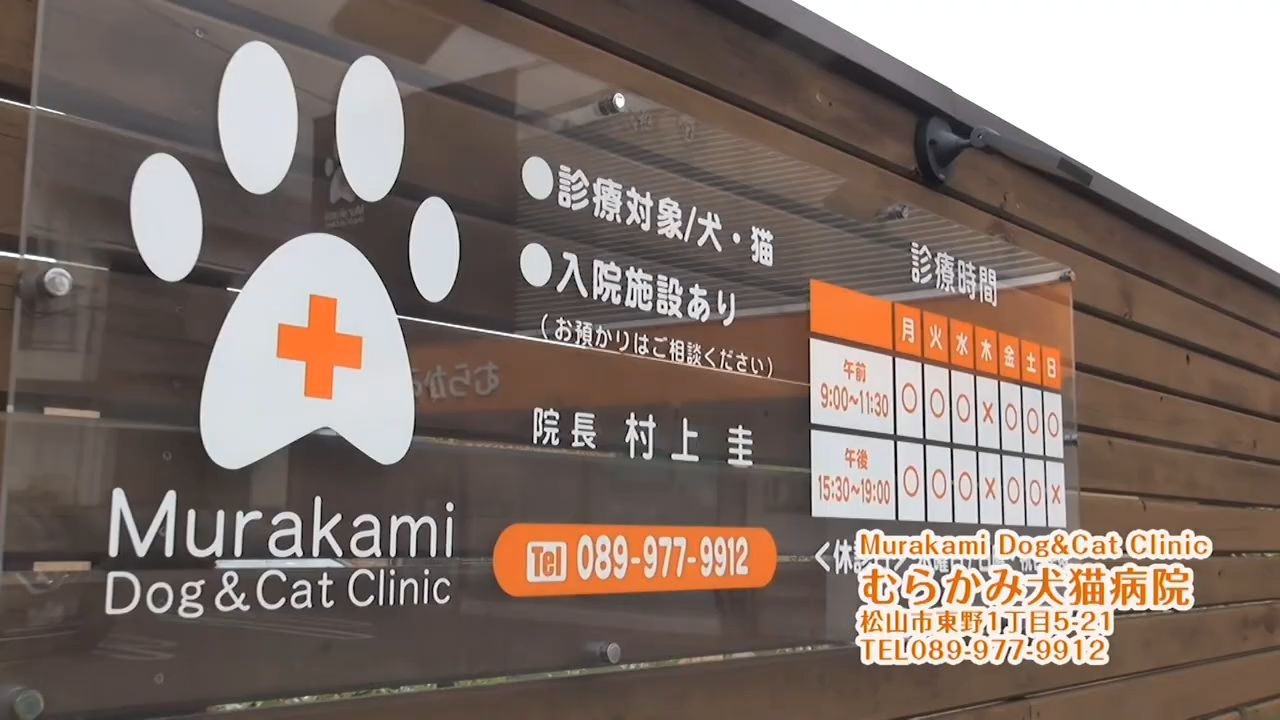 Murakami
Dog&Cat Clinic
●診療対象/犬・猫
●入院施設あり
(お預かりはご相談ください)
院長 村上 圭
Tel 089-977-9912
診療時間
月 火 水 木 金 土 日
午前 9:00〜11:30 ○ ○ ○ × ○ ○ ○
午後 15:30〜19:00 ○ ○ ○ × ○ ○ ×
Murakami Dog&Cat Clinic
むらかみ犬猫病院
松山市東野1丁目5-21
TEL089-977-9912